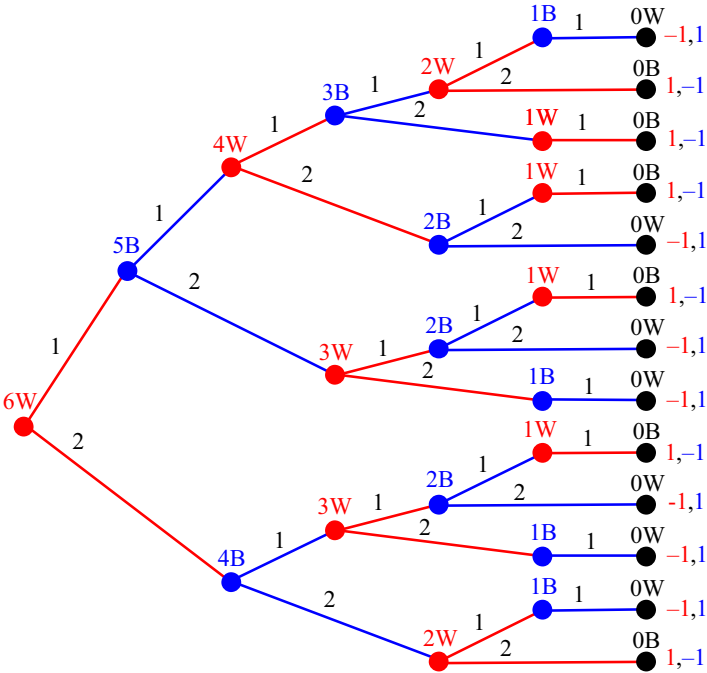 1B 1 0W –1,1
1 2W 2 0B 1,–1
3B 1 2 1W 1 0B 1,–1
4W 1 2 1W 1 0B 1,–1
1 2B 2 0W –1,1
5B 1 2 1W 1 0B 1,–1
1 2B 2 0W –1,1
3W 1 2 1B 1 0W –1,1
6W 1 2 1W 1 0B 1,–1
1 2B 2 0W -1,1
3W 1 2 1B 1 0W –1,1
4B 1 2 1B 1 0W –1,1
2W 1 2 0B 1,–1